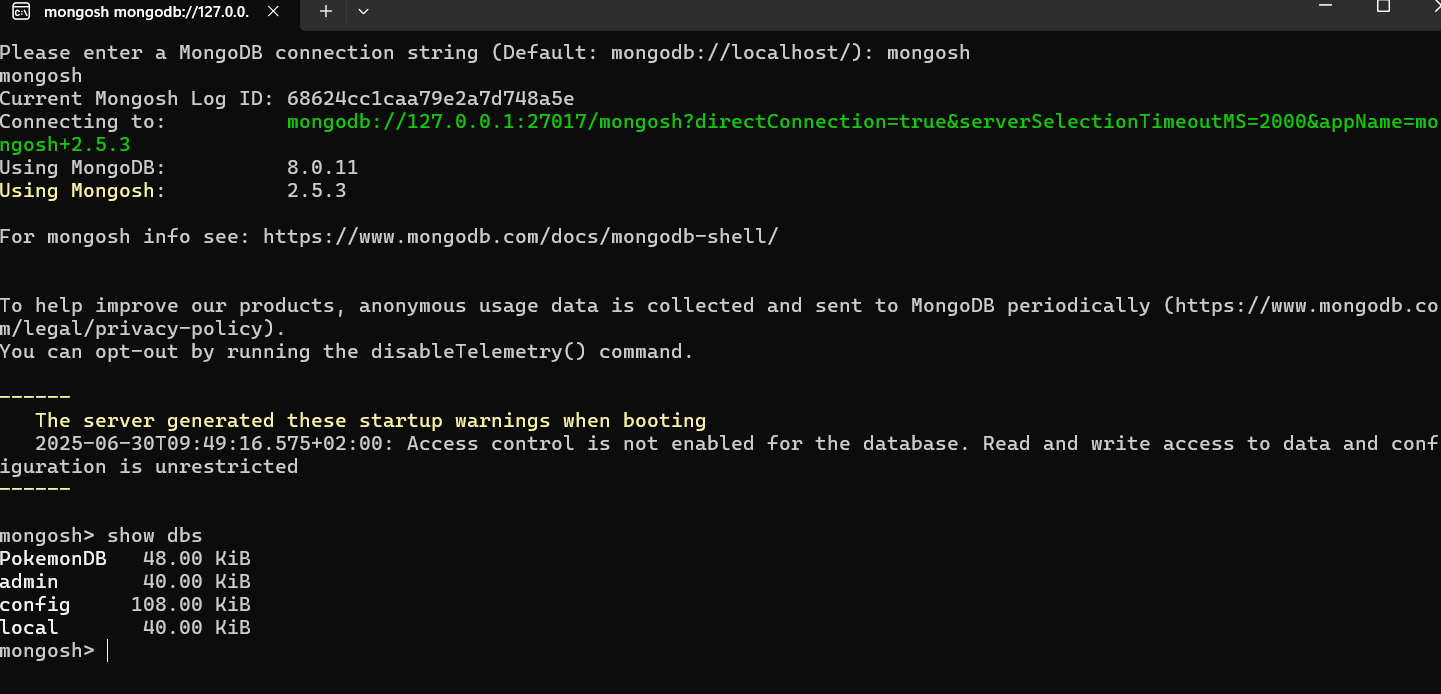 mongosh mongodb://127.0.0.
Please enter a MongoDB connection string (Default: mongodb://localhost/): mongosh
mongosh
Current Mongosh Log ID: 68624cc1caa79e2a7d748a5e
Connecting to:          mongodb://127.0.0.1:27017/mongosh?directConnection=true&serverSelectionTimeoutMS=2000&appName=mo
ngosh+2.5.3
Using MongoDB:          8.0.11
Using Mongosh:          2.5.3
For mongosh info see: https://www.mongodb.com/docs/mongodb-shell/
To help improve our products, anonymous usage data is collected and sent to MongoDB periodically (https://www.mongodb.co
m/legal/privacy-policy).
You can opt-out by running the disableTelemetry() command.
------
   The server generated these startup warnings when booting
   2025-06-30T09:49:16.575+02:00: Access control is not enabled for the database. Read and write access to data and conf
iguration is unrestricted
------
mongosh> show dbs
PokemonDB   48.00 KiB
admin       40.00 KiB
config     108.00 KiB
local       40.00 KiB
mongosh>